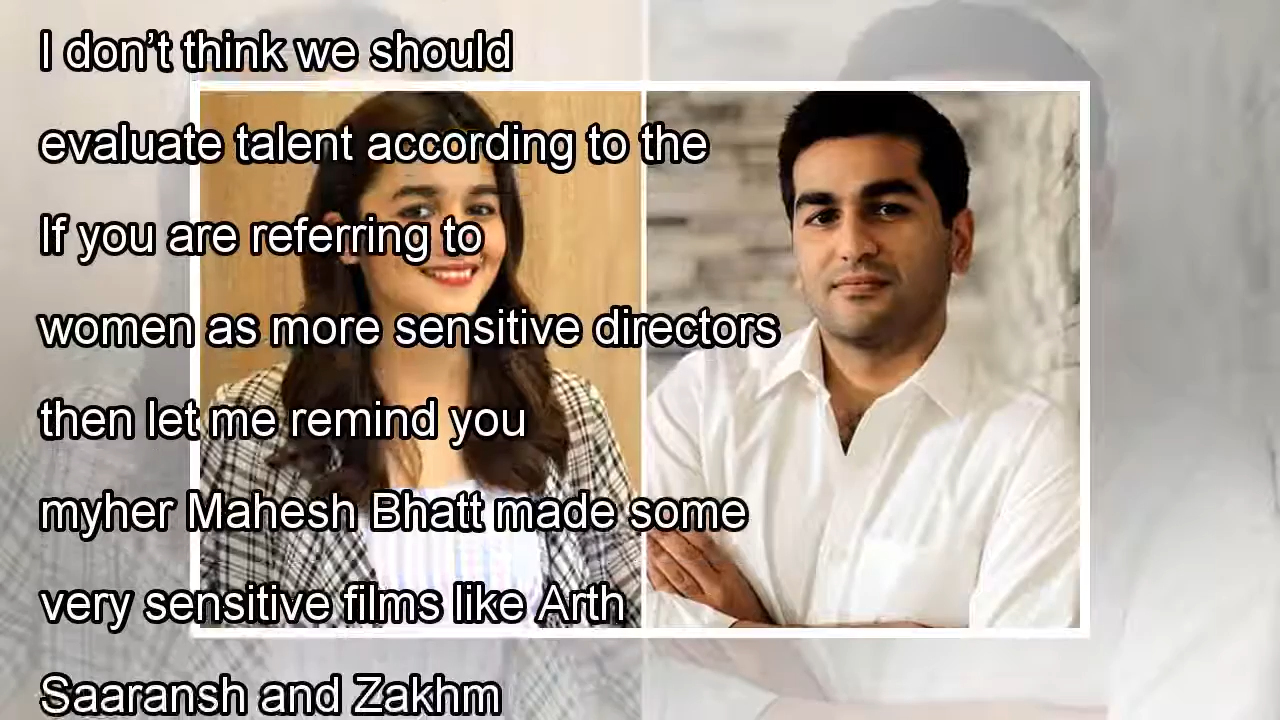 I don’t think we should
evaluate talent according to the
If you are referring to
women as more sensitive directors
then let me remind you
myher Mahesh Bhatt made some
very sensitive films like Arth
Saaransh and Zakhm